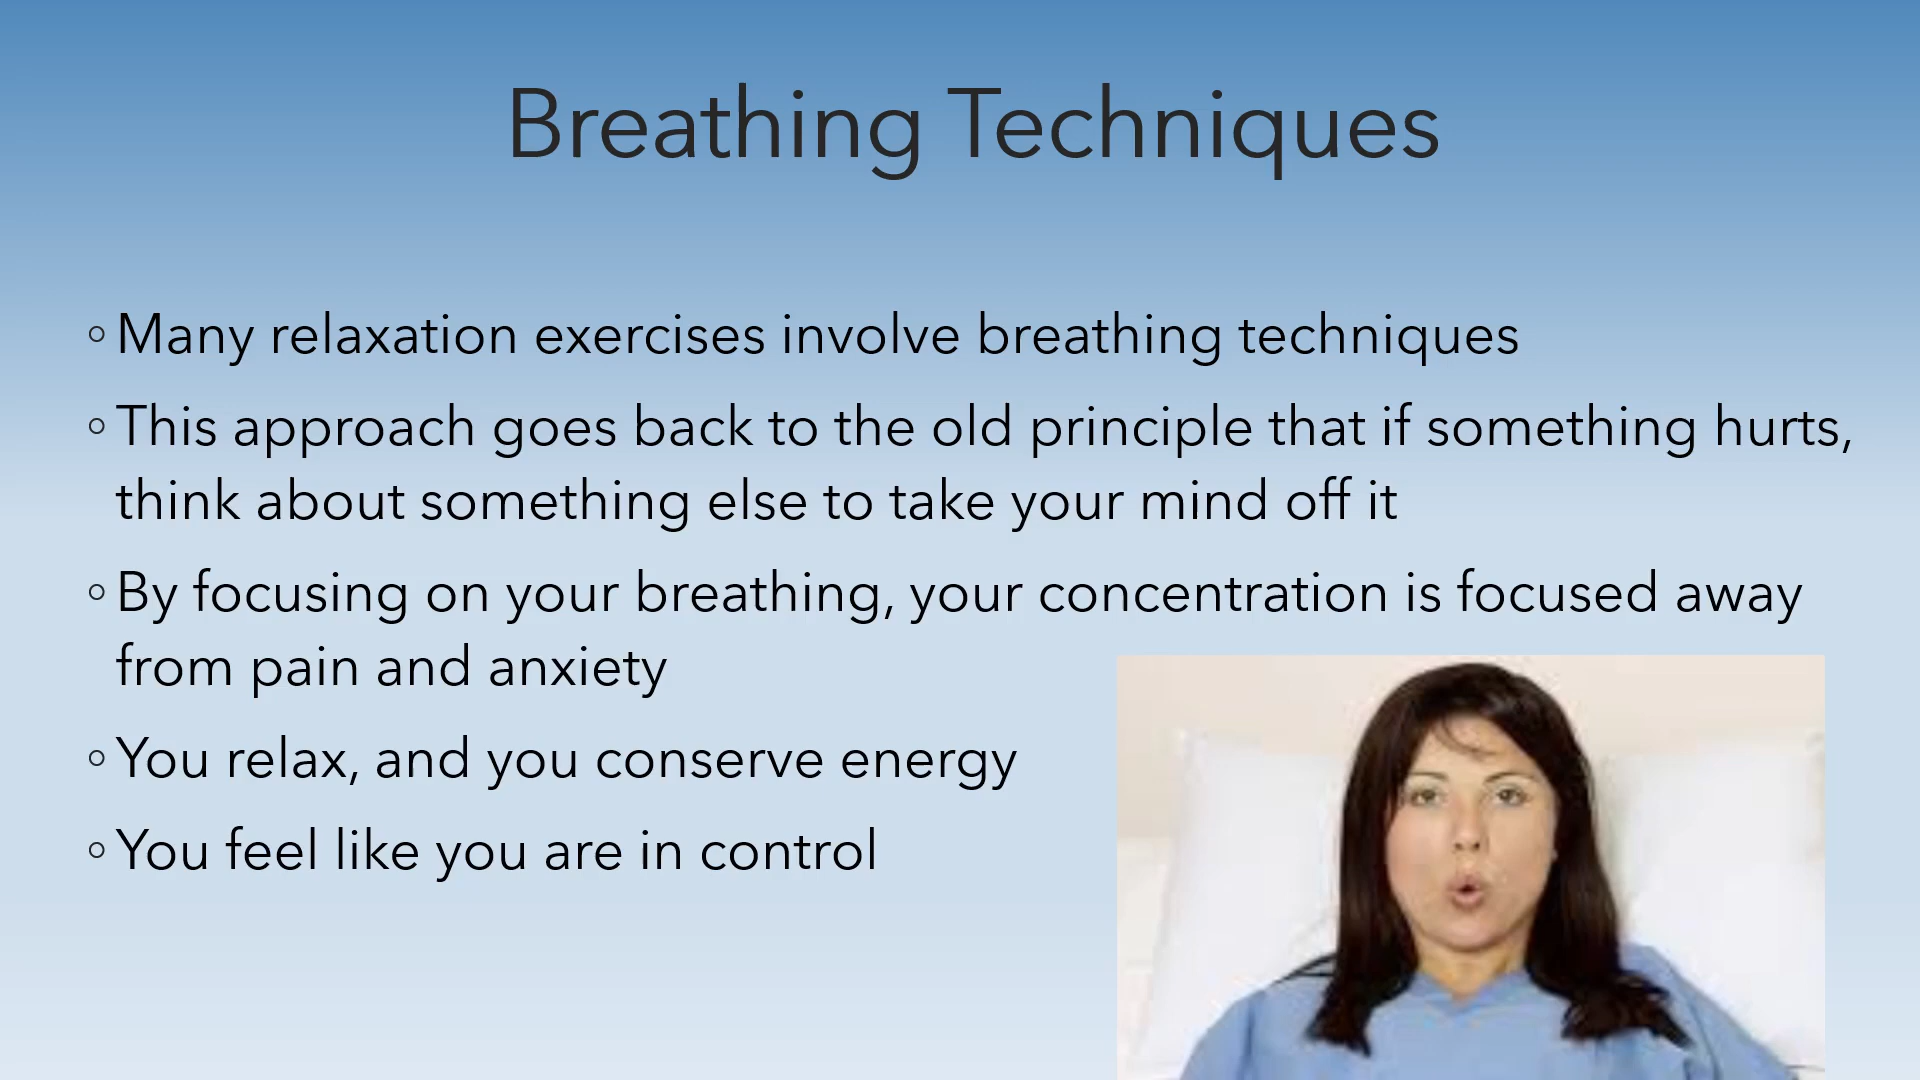 Breathing Techniques
◦ Many relaxation exercises involve breathing techniques
◦ This approach goes back to the old principle that if something hurts,
think about something else to take your mind off it
◦ By focusing on your breathing, your concentration is focused away
from pain and anxiety
◦ You relax, and you conserve energy
◦ You feel like you are in control